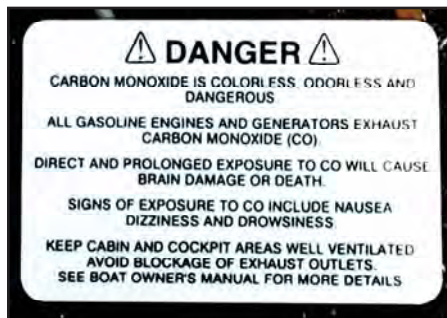 ⚠ DANGER ⚠
CARBON MONOXIDE IS COLORLESS, ODORLESS AND
DANGEROUS
ALL GASOLINE ENGINES AND GENERATORS EXHAUST
CARBON MONOXIDE (CO)
DIRECT AND PROLONGED EXPOSURE TO CO WILL CAUSE
BRAIN DAMAGE OR DEATH.
SIGNS OF EXPOSURE TO CO INCLUDE NAUSEA
DIZZINESS AND DROWSINESS
KEEP CABIN AND COCKPIT AREAS WELL VENTILATED
AVOID BLOCKAGE OF EXHAUST OUTLETS.
SEE BOAT OWNER'S MANUAL FOR MORE DETAILS